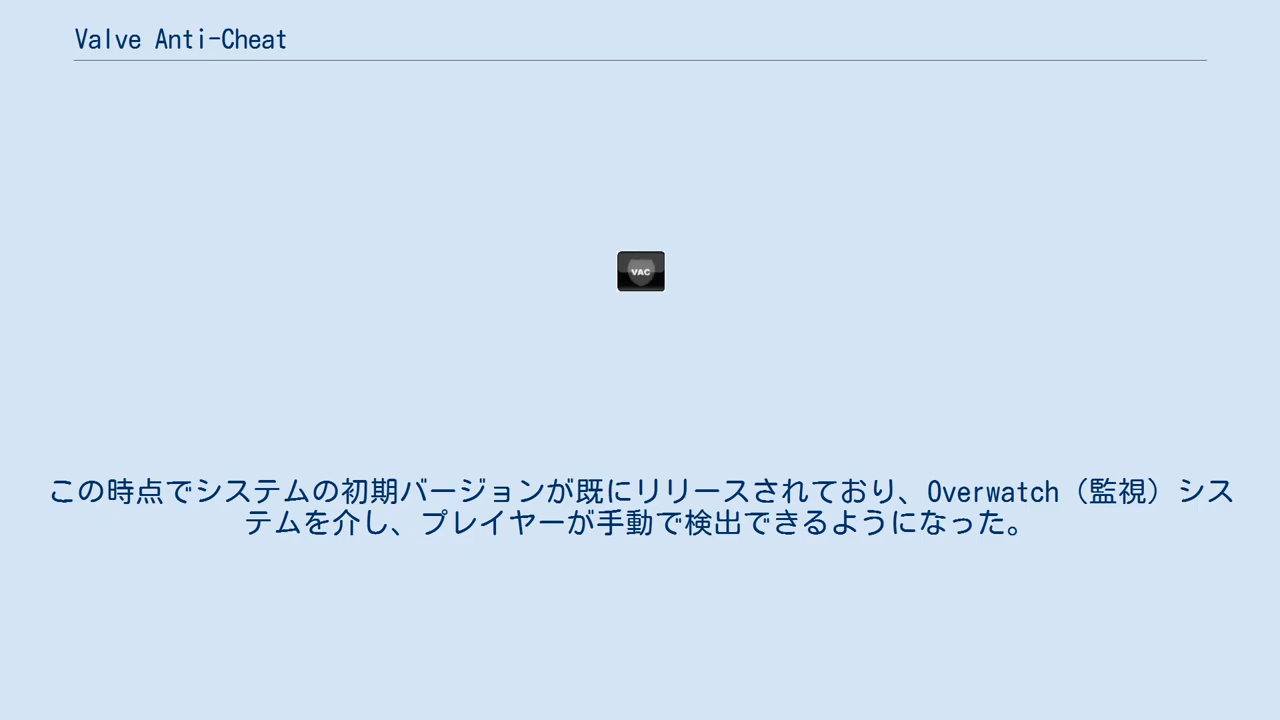 Valve Anti-Cheat
VAC
この時点でシステムの初期バージョンが既にリリースされており、Overwatch（監視）シス
テムを介し、プレイヤーが手動で検出できるようになった。